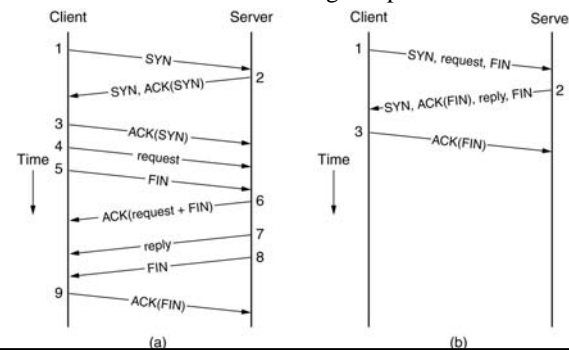 Client Server Client Serve
1 SYN
2 SYN, ACK(SYN)
3 ACK(SYN)
4 request
Time
5 FIN
6 ACK(request + FIN)
7 reply
8 FIN
9 ACK(FIN)
(a)
1 SYN, request, FIN
2 SYN, ACK(FIN), reply, FIN
3 ACK(FIN)
Time
(b)